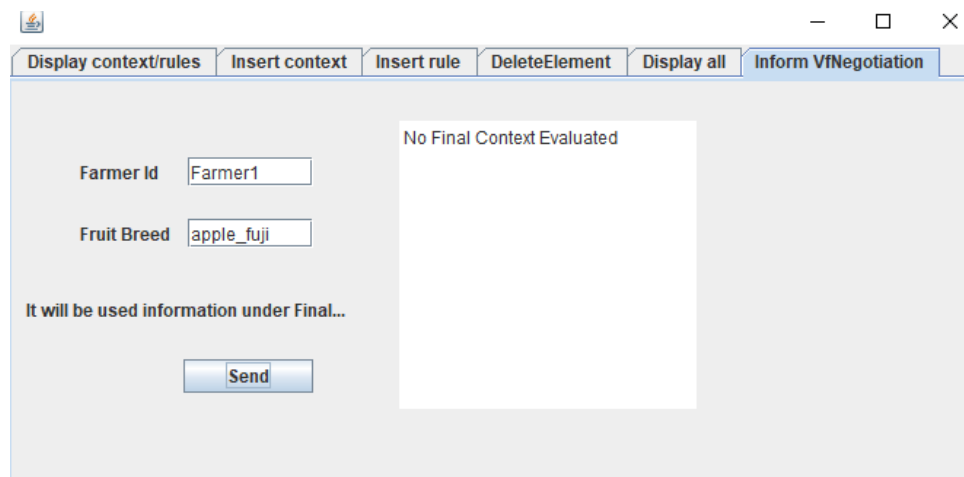 Display context/rules Insert context Insert rule DeleteElement Display all Inform VfNegotiation
No Final Context Evaluated
Farmer Id Farmer1
Fruit Breed apple_fuji
It will be used information under Final...
Send